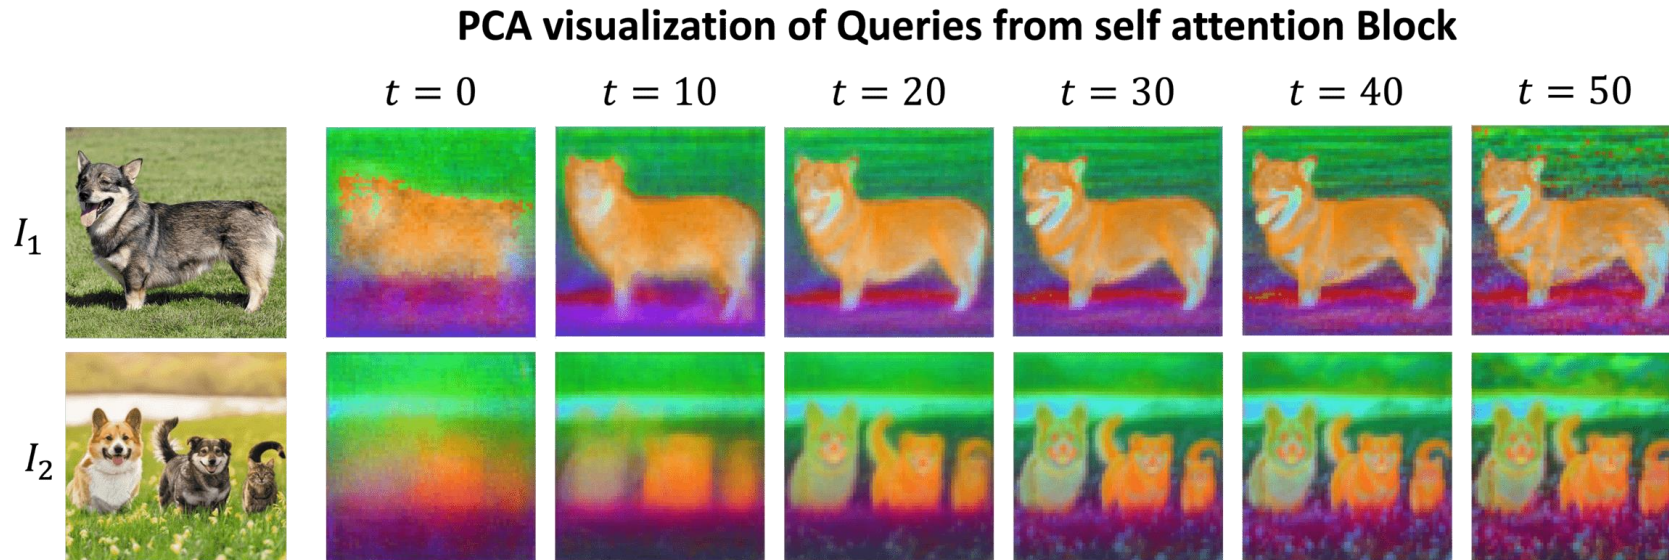 PCA visualization of Queries from self attention Block
t = 0 t = 10 t = 20 t = 30 t = 40 t = 50
I₁
I₂